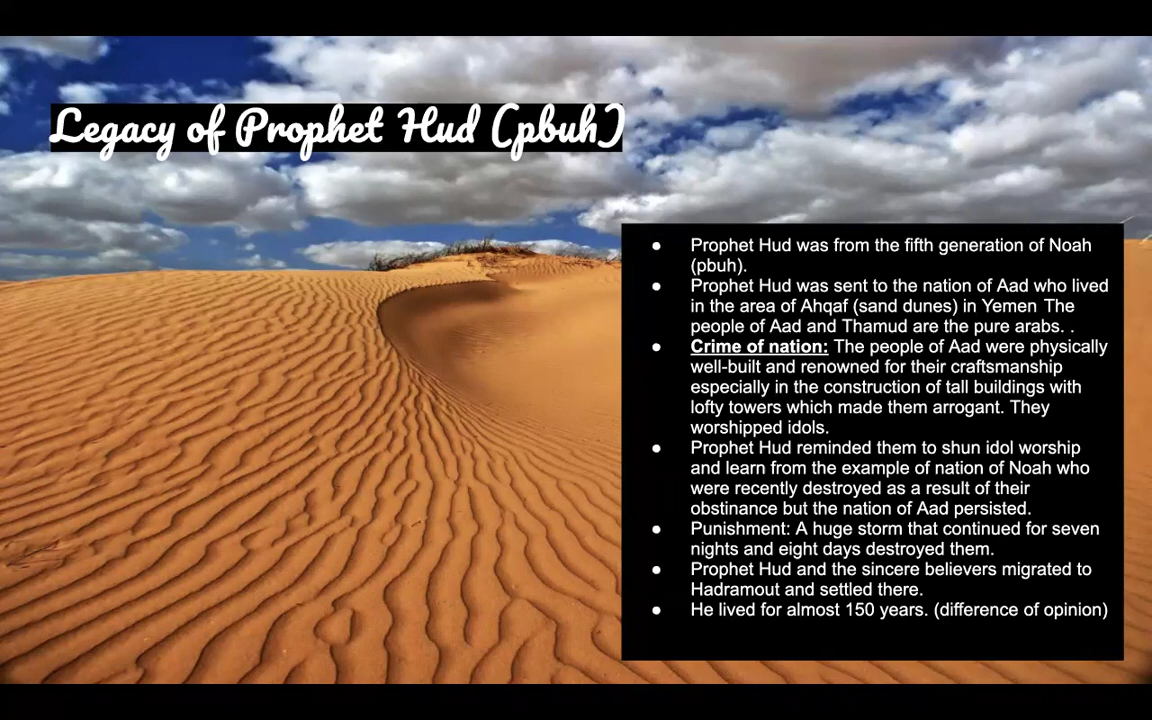 Legacy of Prophet Hud (pbuh)
● Prophet Hud was from the fifth generation of Noah
(pbuh).
● Prophet Hud was sent to the nation of Aad who lived
in the area of Ahqaf (sand dunes) in Yemen The
people of Aad and Thamud are the pure arabs. .
● Crime of nation: The people of Aad were physically
well-built and renowned for their craftsmanship
especially in the construction of tall buildings with
lofty towers which made them arrogant. They
worshipped idols.
● Prophet Hud reminded them to shun idol worship
and learn from the example of nation of Noah who
were recently destroyed as a result of their
obstinance but the nation of Aad persisted.
● Punishment: A huge storm that continued for seven
nights and eight days destroyed them.
● Prophet Hud and the sincere believers migrated to
Hadramout and settled there.
● He lived for almost 150 years. (difference of opinion)